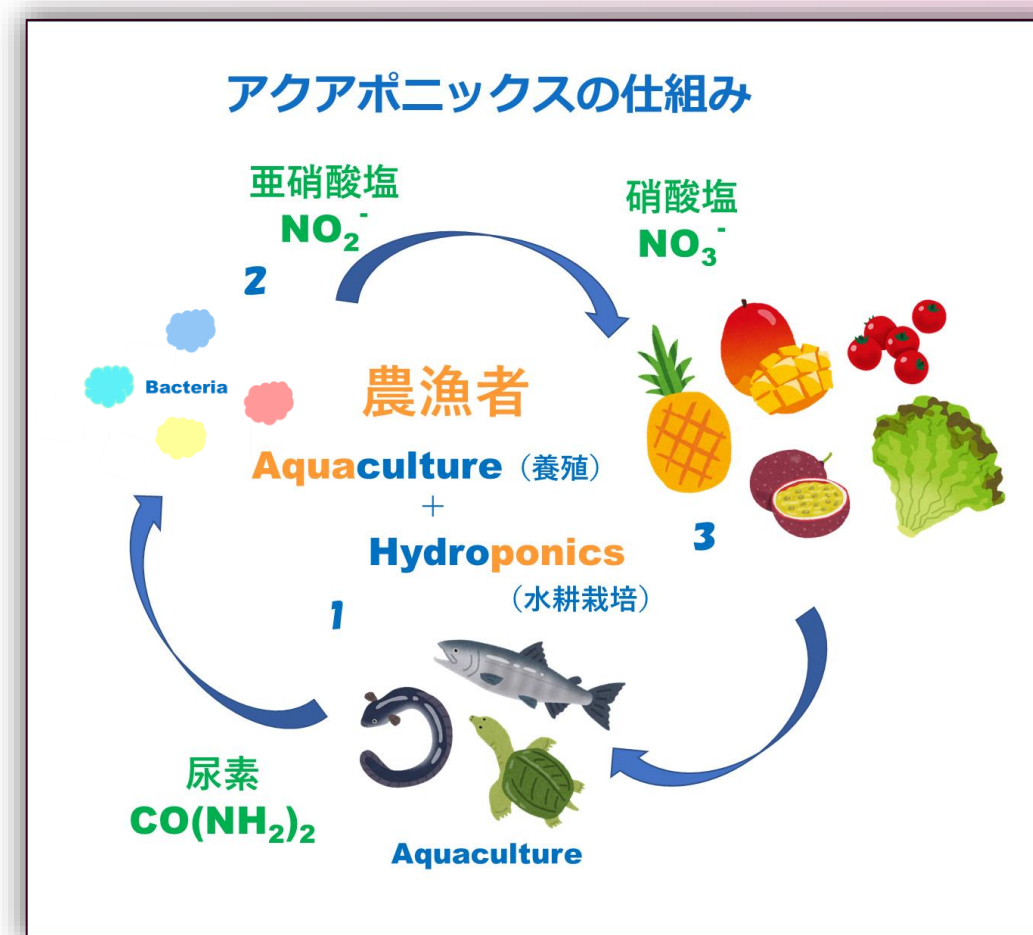 アクアポニックスの仕組み
亜硝酸塩
NO₂⁻
硝酸塩
NO₃⁻
2
Bacteria
農漁者
Aquaculture（養殖）
+
Hydroponics
（水耕栽培）
3
1
尿素
CO(NH₂)₂
Aquaculture